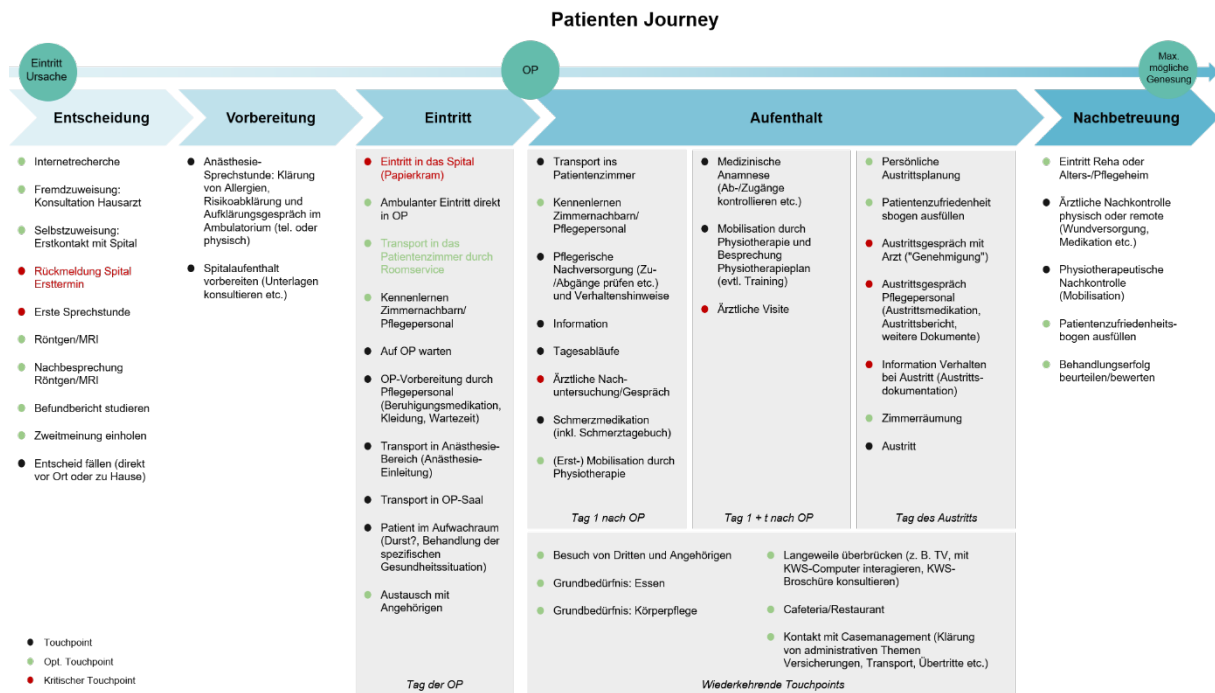 Patienten Journey
Eintritt
Ursache
OP
Max.
mögliche
Genesung
Entscheidung
Internetrecherche
Fremdzuweisung:
Konsultation Hausarzt
Selbstzuweisung:
Erstkontakt mit Spital
Rückmeldung Spital
Ersttermin
Erste Sprechstunde
Röntgen/MRI
Nachbesprechung
Röntgen/MRI
Befundbericht studieren
Zweitmeinung einholen
Entscheid fällen (direkt
vor Ort oder zu Hause)
Vorbereitung
Anästhesie-
Sprechstunde: Klärung
von Allergien,
Risikoabklärung und
Aufklärungsgespräch im
Ambulatorium (tel. oder
physisch)
Spitalaufenthalt
vorbereiten (Unterlagen
konsultieren etc.)
Eintritt
Eintritt in das Spital
(Papierkram)
Ambulanter Eintritt direkt
in OP
Transport in das
Patientenzimmer durch
Roomservice
Kennenlernen
Zimmernachbarn/
Pflegepersonal
Auf OP warten
OP-Vorbereitung durch
Pflegepersonal
(Beruhigungsmedikation,
Kleidung, Wartezeit)
Transport in Anästhesie-
Bereich (Anästhesie-
Einleitung)
Transport in OP-Saal
Patient im Aufwachraum
(Durst?, Behandlung der
spezifischen
Gesundheitssituation)
Austausch mit
Angehörigen
Tag der OP
Aufenthalt
Transport ins
Patientenzimmer
Kennenlernen
Zimmernachbarn/
Pflegepersonal
Pflegerische
Nachversorgung (Zu-
/Abgänge prüfen etc.)
und Verhaltenshinweise
Information
Tagesabläufe
Ärztliche Nach-
untersuchung/Gespräch
Schmerzmedikation
(inkl. Schmerztagebuch)
(Erst-) Mobilisation durch
Physiotherapie
Tag 1 nach OP
Medizinische
Anamnese
(Ab-/Zugänge
kontrollieren etc.)
Mobilisation durch
Physiotherapie und
Besprechung
Physiotherapieplan
(evtl. Training)
Ärztliche Visite
Tag 1 + t nach OP
Persönliche
Austrittsplanung
Patientenzufriedenheit
sbogen ausfüllen
Austrittsgespräch mit
Arzt ("Genehmigung")
Austrittsgespräch
Pflegepersonal
(Austrittsmedikation,
Austrittsbericht,
weitere Dokumente)
Information Verhalten
bei Austritt (Austritts-
dokumentation)
Zimmerräumung
Austritt
Tag des Austritts
Besuch von Dritten und Angehörigen
Grundbedürfnis: Essen
Grundbedürfnis: Körperpflege
Langeweile überbrücken (z. B. TV, mit
KWS-Computer interagieren, KWS-
Broschüre konsultieren)
Cafeteria/Restaurant
Kontakt mit Casemanagement (Klärung
von administrativen Themen
Versicherungen, Transport, Übertritte etc.)
Wiederkehrende Touchpoints
Nachbetreuung
Eintritt Reha oder
Alters-/Pflegeheim
Ärztliche Nachkontrolle
physisch oder remote
(Wundversorgung,
Medikation etc.)
Physiotherapeutische
Nachkontrolle
(Mobilisation)
Patientenzufriedenheits-
bogen ausfüllen
Behandlungserfolg
beurteilen/bewerten
Touchpoint
Opt. Touchpoint
Kritischer Touchpoint